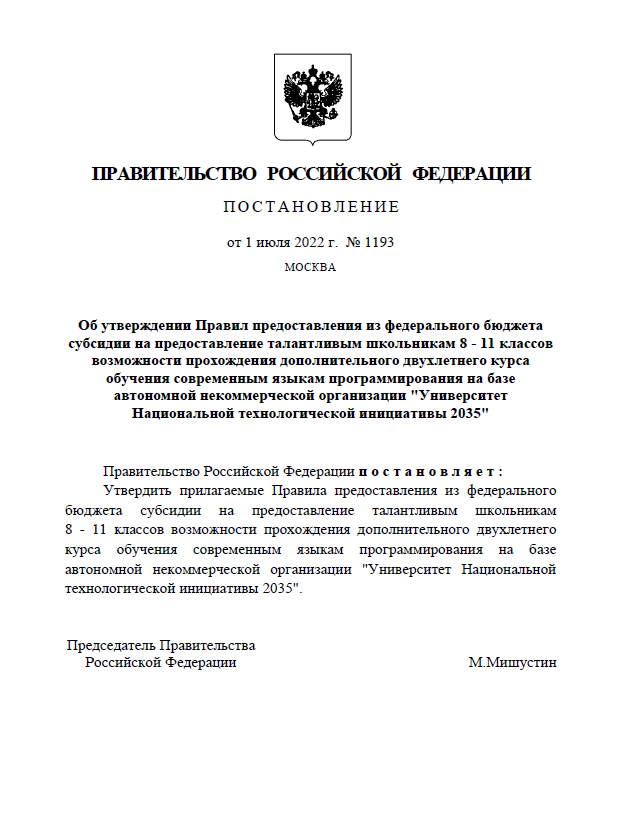 ПРАВИТЕЛЬСТВО РОССИЙСКОЙ ФЕДЕРАЦИИ
ПОСТАНОВЛЕНИЕ
от 1 июля 2022 г. № 1193
МОСКВА
Об утверждении Правил предоставления из федерального бюджета
субсидии на предоставление талантливым школьникам 8 - 11 классов
возможности прохождения дополнительного двухлетнего курса
обучения современным языкам программирования на базе
автономной некоммерческой организации "Университет
Национальной технологической инициативы 2035"
Правительство Российской Федерации п о с т а н о в л я е т :
Утвердить прилагаемые Правила предоставления из федерального
бюджета субсидии на предоставление талантливым школьникам
8 - 11 классов возможности прохождения дополнительного двухлетнего
курса обучения современным языкам программирования на базе
автономной некоммерческой организации "Университет Национальной
технологической инициативы 2035".
Председатель Правительства
Российской Федерации М.Мишустин